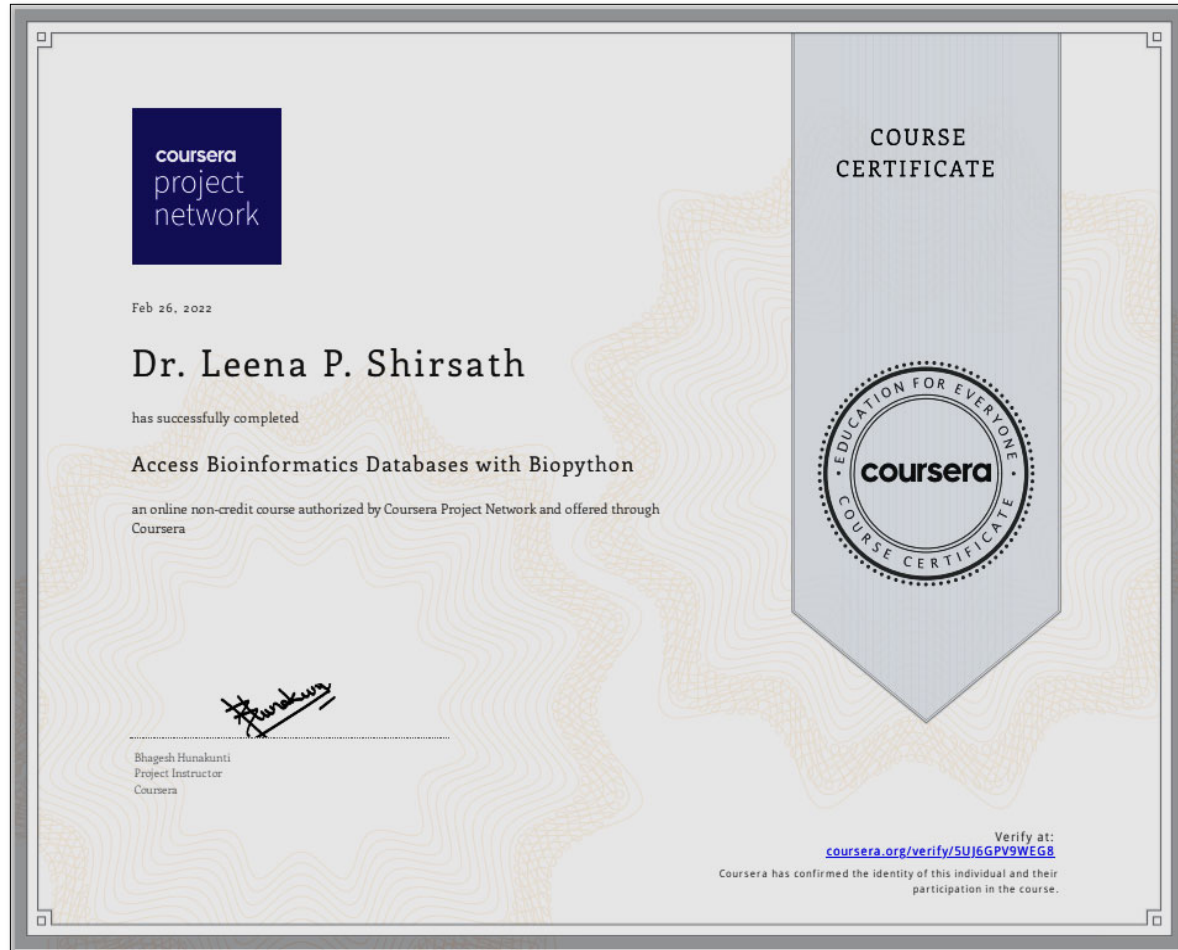 coursera
project
network
COURSE
CERTIFICATE
Feb 26, 2022
Dr. Leena P. Shirsath
has successfully completed
Access Bioinformatics Databases with Biopython
an online non-credit course authorized by Coursera Project Network and offered through
Coursera
EDUCATION FOR EVERYONE
coursera
COURSE CERTIFICATE
Bhagesh Hunakunti
Project Instructor
Coursera
Verify at:
coursera.org/verify/5UJ6GPV9WEG8
Coursera has confirmed the identity of this individual and their
participation in the course.